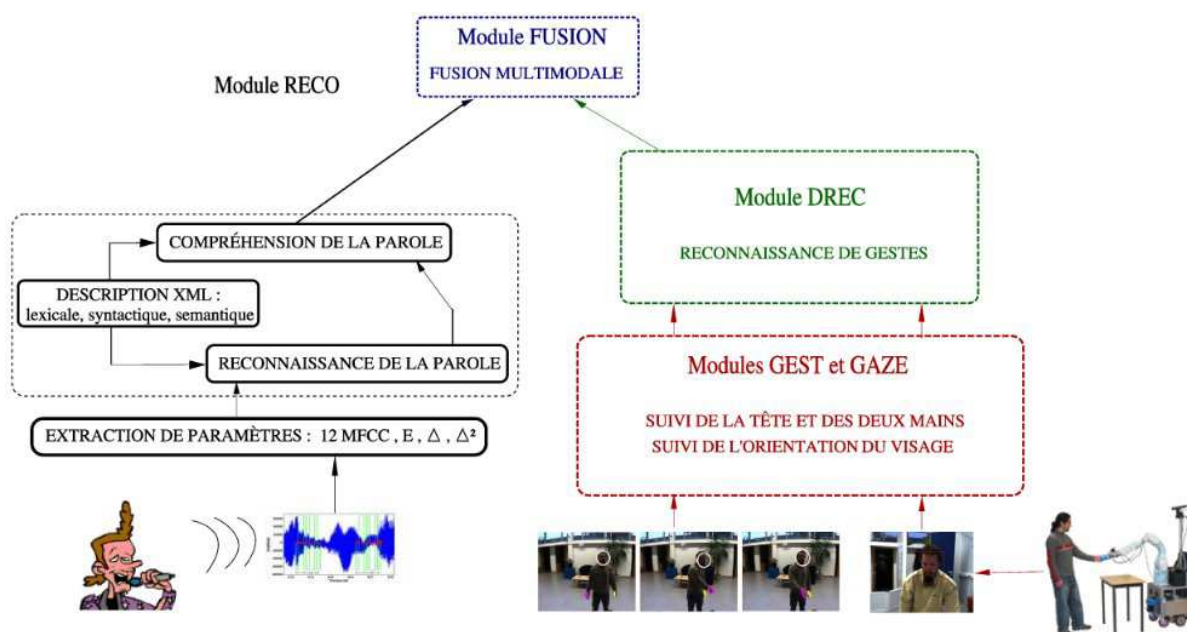 Module FUSION
FUSION MULTIMODALE
Module RECO
COMPRÉHENSION DE LA PAROLE
DESCRIPTION XML :
lexicale, syntactique, semantique
RECONNAISSANCE DE LA PAROLE
EXTRACTION DE PARAMÈTRES : 12 MFCC , E , Δ , Δ²
Module DREC
RECONNAISSANCE DE GESTES
Modules GEST et GAZE
SUIVI DE LA TÊTE ET DES DEUX MAINS
SUIVI DE L'ORIENTATION DU VISAGE